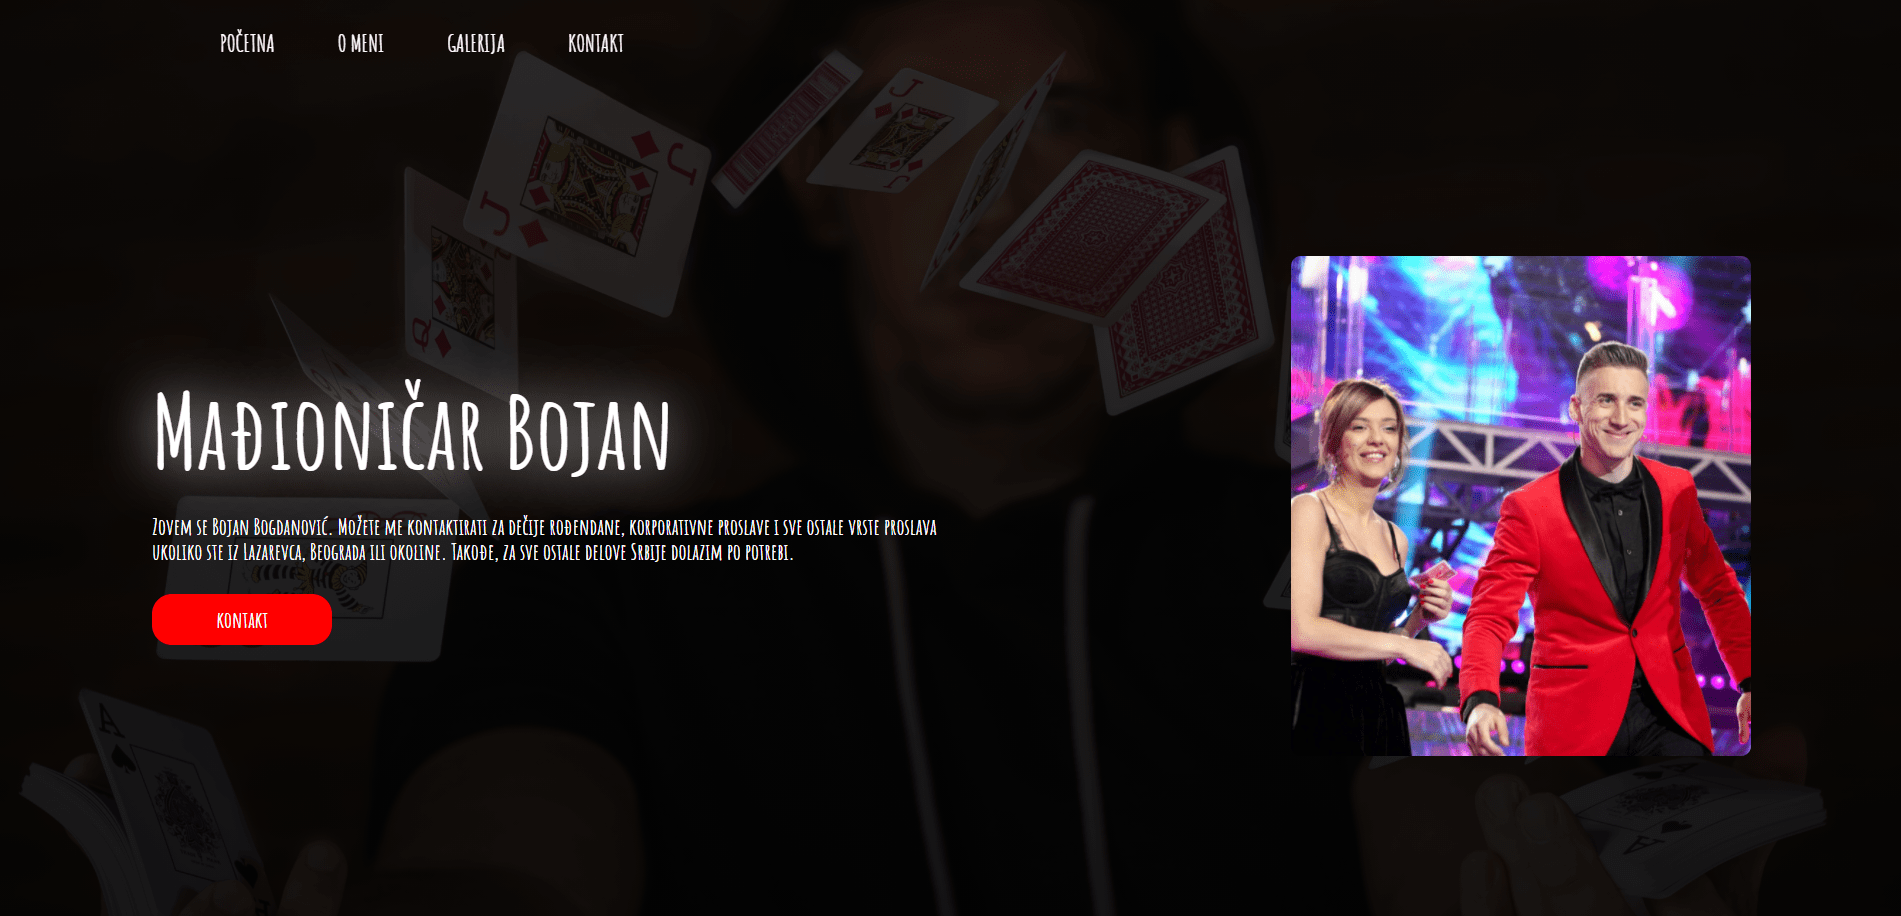 POČETNA O MENI GALERIJA KONTAKT
J J
J
J
Q
Mađioničar Bojan
Zovem se Bojan Bogdanović. Možete me kontaktirati za dečije rođendane, korporativne proslave i sve ostale vrste proslava
ukoliko ste iz Lazarevca, Beograda ili okoline. Takođe, za sve ostale delove Srbije dolazim po potrebi.
KONTAKT
A
A